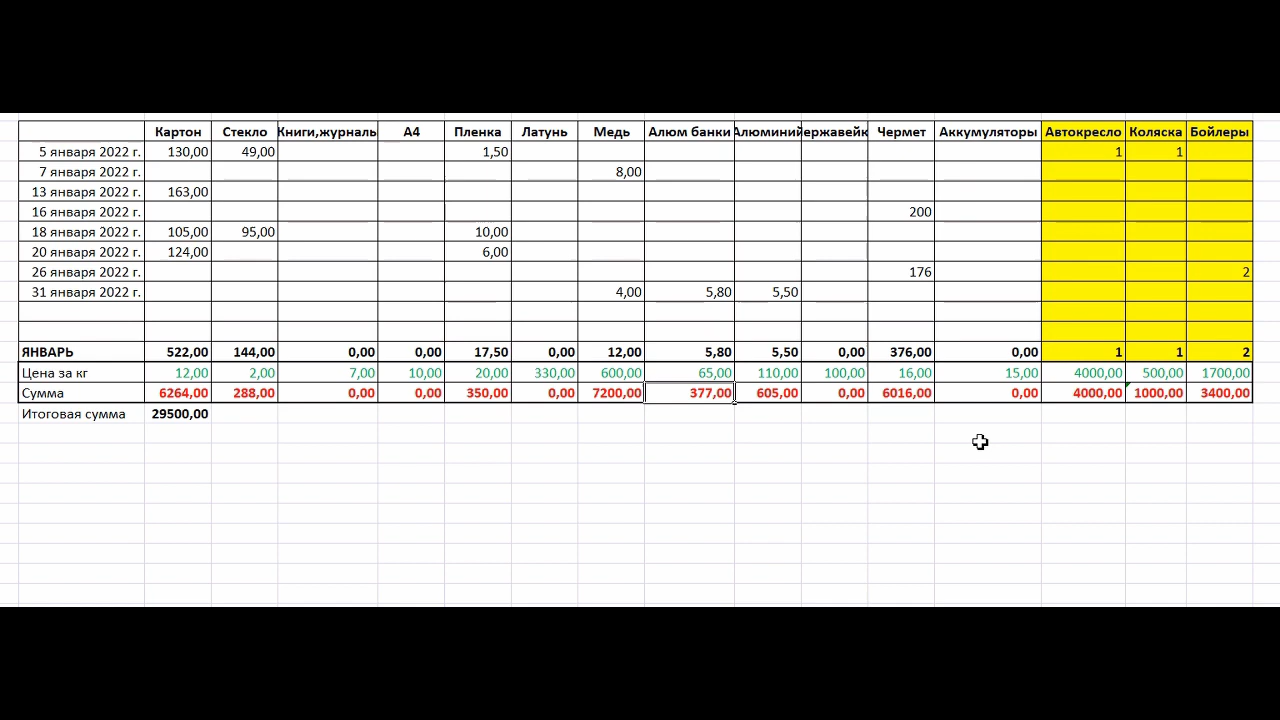 Картон Стекло Книги,журналь А4 Пленка Латунь Медь Алюм банки Алюминий ержавейк Чермет Аккумуляторы Автокресло Коляска Бойлеры
5 января 2022 г. 130,00 49,00 1,50 1 1
7 января 2022 г. 8,00
13 января 2022 г. 163,00
16 января 2022 г. 200
18 января 2022 г. 105,00 95,00 10,00
20 января 2022 г. 124,00 6,00
26 января 2022 г. 176 2
31 января 2022 г. 4,00 5,80 5,50
ЯНВАРЬ 522,00 144,00 0,00 0,00 17,50 0,00 12,00 5,80 5,50 0,00 376,00 0,00 1 1 2
Цена за кг 12,00 2,00 7,00 10,00 20,00 330,00 600,00 65,00 110,00 100,00 16,00 15,00 4000,00 500,00 1700,00
Сумма 6264,00 288,00 0,00 0,00 350,00 0,00 7200,00 377,00 605,00 0,00 6016,00 0,00 4000,00 1000,00 3400,00
Итоговая сумма 29500,00